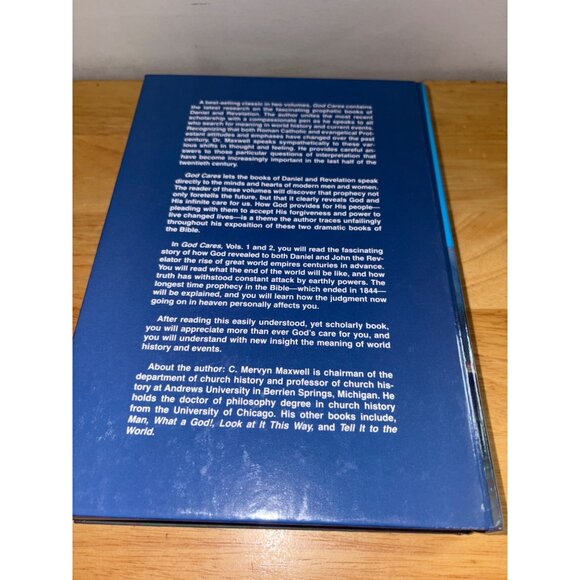 A best-selling classic in two volumes, God Cares contains
the latest research on the fascinating prophetic books of
Daniel and Revelation. The author unites the most recent
scholarship with a compassionate pen as he speaks to all
who search for meaning in world history and current events.
Recognizing that both Roman Catholic and evangelical Prot-
estant attitudes and emphases have changed over the past
century, Dr. Maxwell speaks sympathetically to these var-
ious shifts in thought and feeling. He provides careful an-
swers to those particular questions of interpretation that
have become increasingly important in the last half of the
twentieth century.
God Cares lets the books of Daniel and Revelation speak
directly to the minds and hearts of modern men and women.
The reader of these volumes will discover that prophecy not
only foretells the future, but that it clearly reveals God and
His infinite care for us. How God provides for His people—
pleading with them to accept His forgiveness and power to
live changed lives—is a theme the author traces unfailingly
throughout his exposition of these two dramatic books of
the Bible.
In God Cares, Vols. 1 and 2, you will read the fascinating
story of how God revealed to both Daniel and John the Rev-
elator the rise of great world empires centuries in advance.
You will read what the end of the world will be like, and how
truth has withstood constant attack by earthly powers. The
longest time prophecy in the Bible—which ended in 1844—
will be explained, and you will learn how the judgment now
going on in heaven personally affects you.
After reading this easily understood, yet scholarly book,
you will appreciate more than ever God's care for you, and
you will understand with new insight the meaning of world
history and events.
About the author: C. Mervyn Maxwell is chairman of the
department of church history and professor of church his-
tory at Andrews University in Berrien Springs, Michigan. He
holds the doctor of philosophy degree in church history
from the University of Chicago. His other books include,
Man, What a God!, Look at It This Way, and Tell It to the
World.